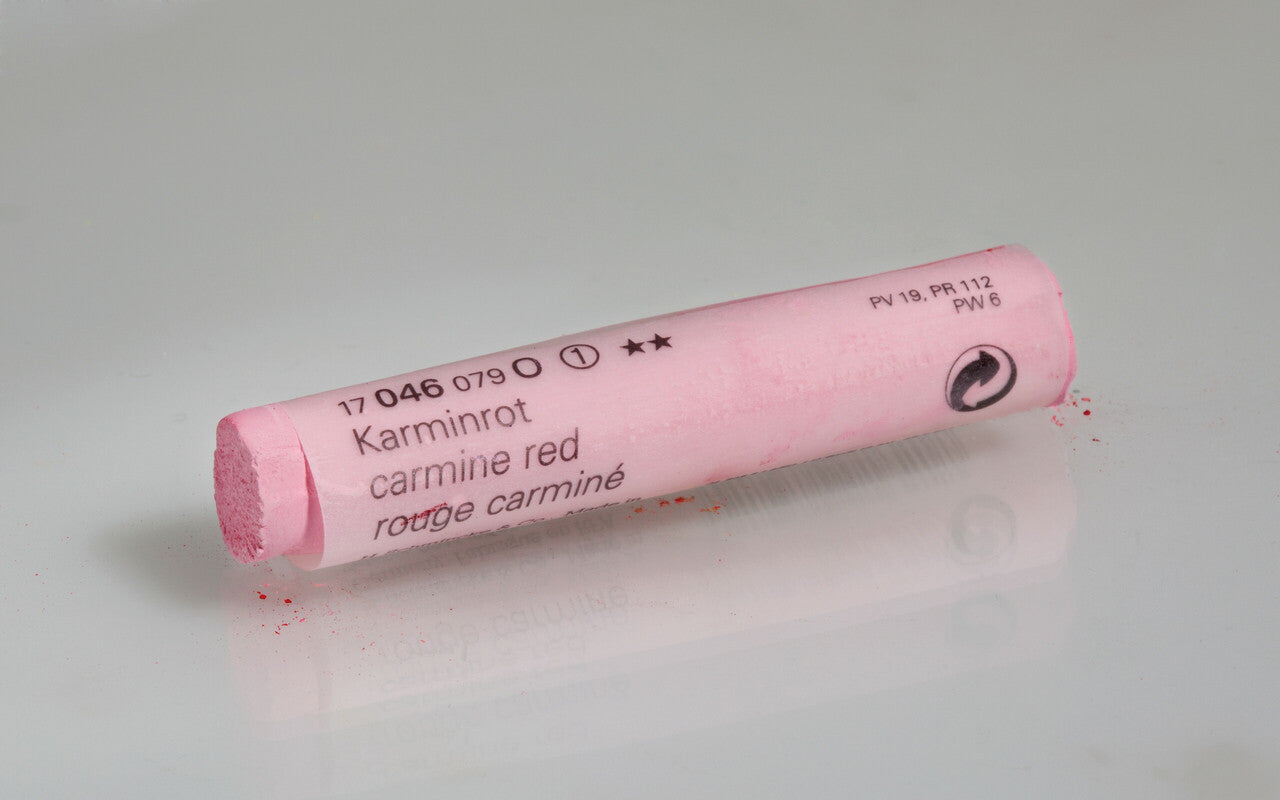 17 046 079 O ① ★★
Karminrot
carmine red
rouge carminé
PV 19, PR 112
PW 6